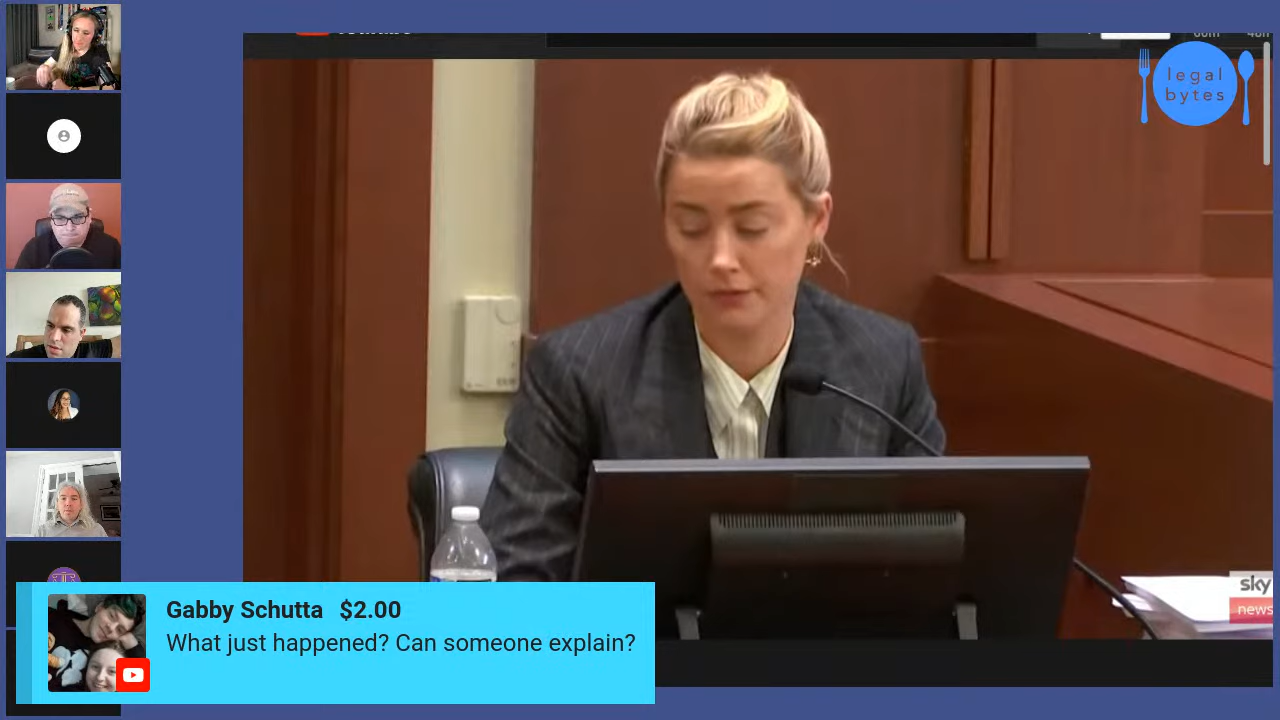 legal
bytes
sky
news
Gabby Schutta $2.00
What just happened? Can someone explain?